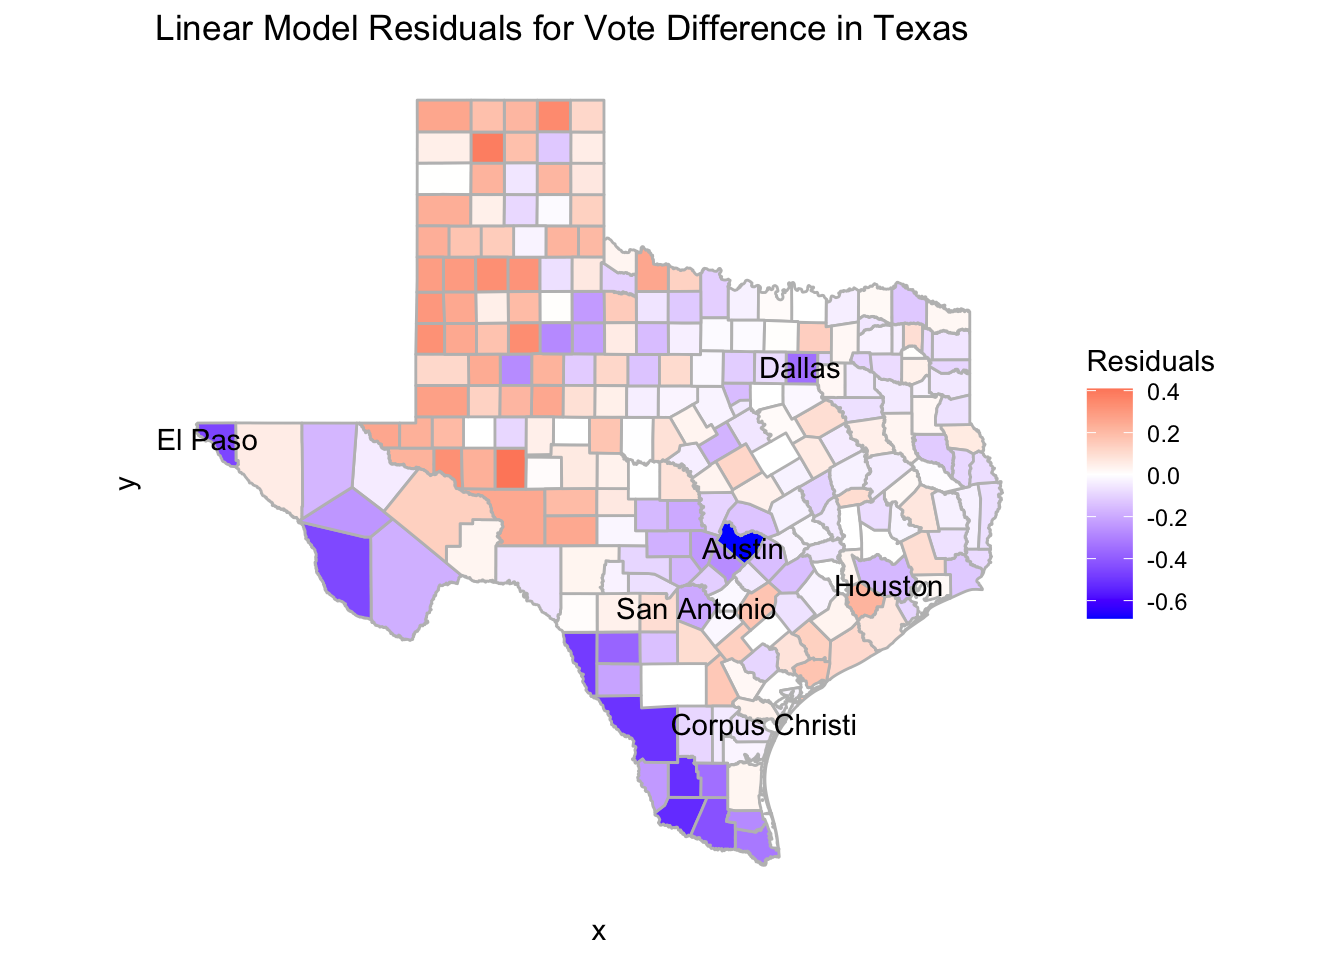 Linear Model Residuals for Vote Difference in Texas
Residuals
0.4
0.2
0.0
-0.2
-0.4
-0.6
Dallas
El Paso
Austin
Houston
San Antonio
Corpus Christi
y
x